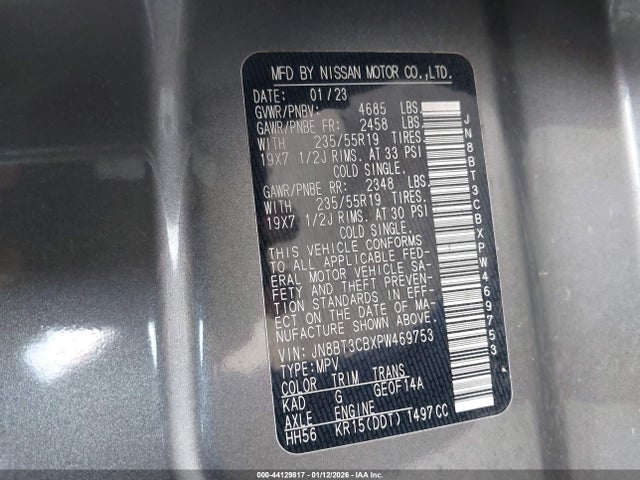 MFD BY NISSAN MOTOR CO.,LTD.
DATE: 01/23
GVWR/PNBV: 4685 LBS.
GAWR/PNBE FR: 2458 LBS.
WITH 235/55R19 TIRES.
19X7 1/2J RIMS. AT 33 PSI
COLD SINGLE.
GAWR/PNBE RR: 2348 LBS.
WITH 235/55R19 TIRES.
19X7 1/2J RIMS. AT 30 PSI
COLD SINGLE.
THIS VEHICLE CONFORMS
TO ALL APPLICABLE FED-
ERAL MOTOR VEHICLE SA-
FETY AND THEFT PREVEN-
TION STANDARDS IN EFF-
ECT ON THE DATE OF MA-
NUFACTURE SHOWN ABOVE.
VIN: JN8BT3CBXPW469753
TYPE: MPV
COLOR TRIM TRANS
KAD G GE0F14A
AXLE ENGINE
HH56 KR15(DDT) 1497CC
JN8BT3CBXPW469753
000-44129817 - 01/12/2026 - IAAI.COM